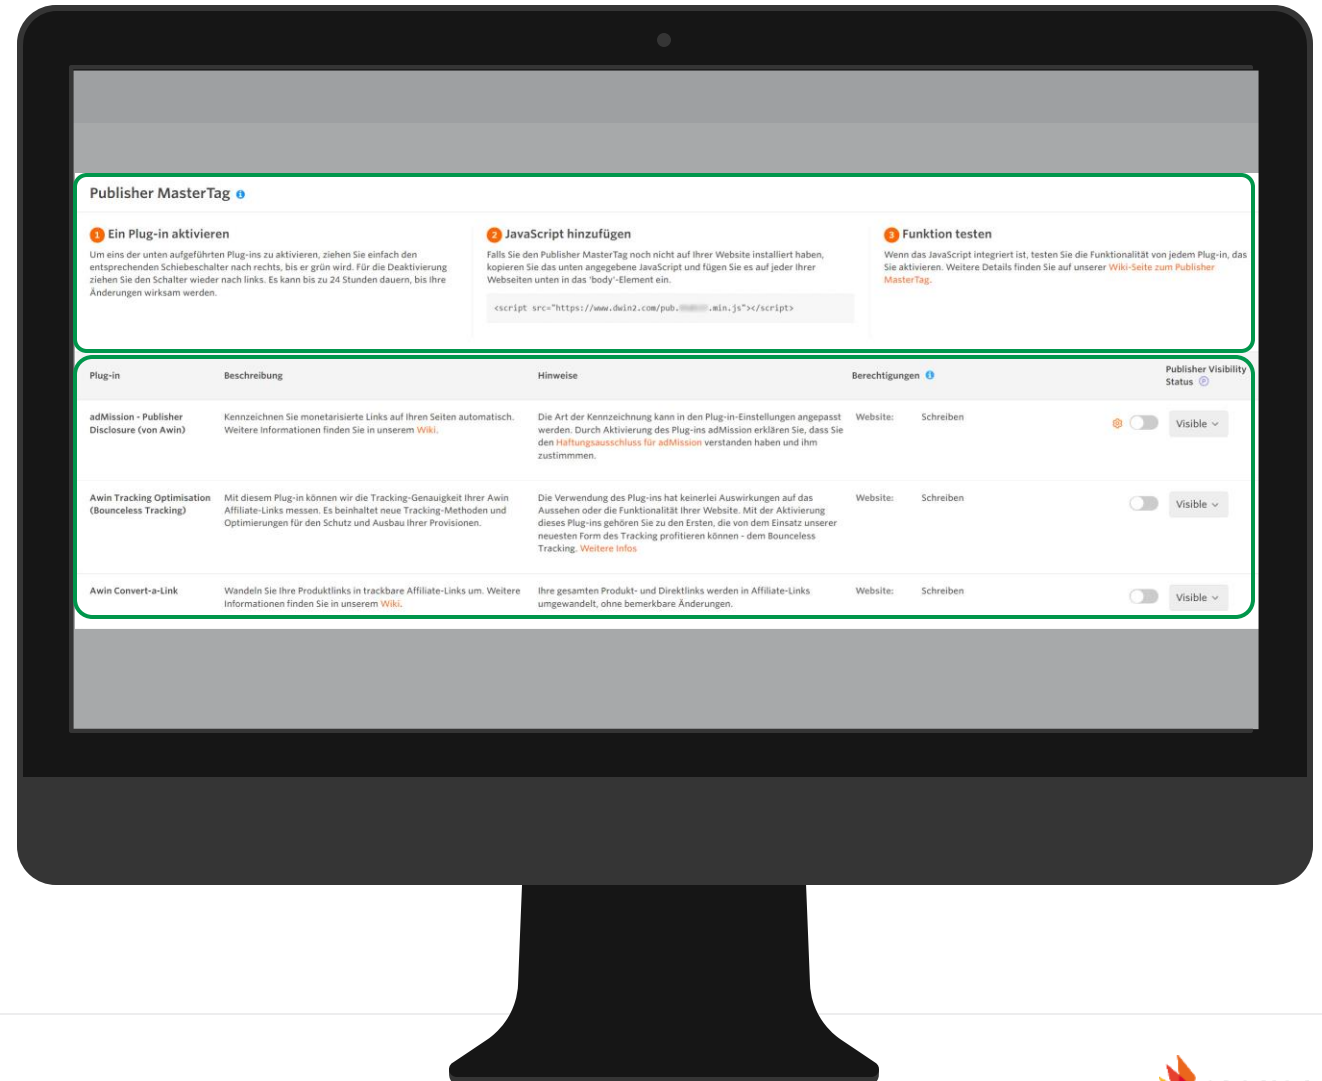 Publisher MasterTag
1 Ein Plug-in aktivieren
Um eins der unten aufgeführten Plug-ins zu aktivieren, ziehen Sie einfach den
entsprechenden Schiebeschalter nach rechts, bis er grün wird. Für die Deaktivierung
ziehen Sie den Schalter wieder nach links. Es kann bis zu 24 Stunden dauern, bis Ihre
Änderungen wirksam werden.
2 JavaScript hinzufügen
Falls Sie den Publisher MasterTag noch nicht auf Ihrer Website installiert haben,
kopieren Sie das unten angegebene JavaScript und fügen Sie es auf jeder Ihrer
Webseiten unten in das 'body'-Element ein.
<script src="https://www.dwin2.com/pub. .min.js"></script>
3 Funktion testen
Wenn das JavaScript integriert ist, testen Sie die Funktionalität von jedem Plug-in, das
Sie aktivieren. Weitere Details finden Sie auf unserer Wiki-Seite zum Publisher
MasterTag.
Plug-in Beschreibung Hinweise Berechtigungen Publisher Visibility
Status
adMission - Publisher
Disclosure (von Awin)
Kennzeichnen Sie monetarisierte Links auf Ihren Seiten automatisch.
Weitere Informationen finden Sie in unserem Wiki.
Die Art der Kennzeichnung kann in den Plug-in-Einstellungen angepasst
werden. Durch Aktivierung des Plug-ins adMission erklären Sie, dass Sie
den Haftungsausschluss für adMission verstanden haben und ihm
zustimmmen.
Website: Schreiben
Visible
Awin Tracking Optimisation
(Bounceless Tracking)
Mit diesem Plug-in können wir die Tracking-Genauigkeit Ihrer Awin
Affiliate-Links messen. Es beinhaltet neue Tracking-Methoden und
Optimierungen für den Schutz und Ausbau Ihrer Provisionen.
Die Verwendung des Plug-ins hat keinerlei Auswirkungen auf das
Aussehen oder die Funktionalität Ihrer Website. Mit der Aktivierung
dieses Plug-ins gehören Sie zu den Ersten, die von dem Einsatz unserer
neuesten Form des Tracking profitieren können - dem Bounceless
Tracking. Weitere Infos
Website: Schreiben
Visible
Awin Convert-a-Link
Wandeln Sie Ihre Produktlinks in trackbare Affiliate-Links um. Weitere
Informationen finden Sie in unserem Wiki.
Ihre gesamten Produkt- und Direktlinks werden in Affiliate-Links
umgewandelt, ohne bemerkbare Änderungen.
Website: Schreiben
Visible